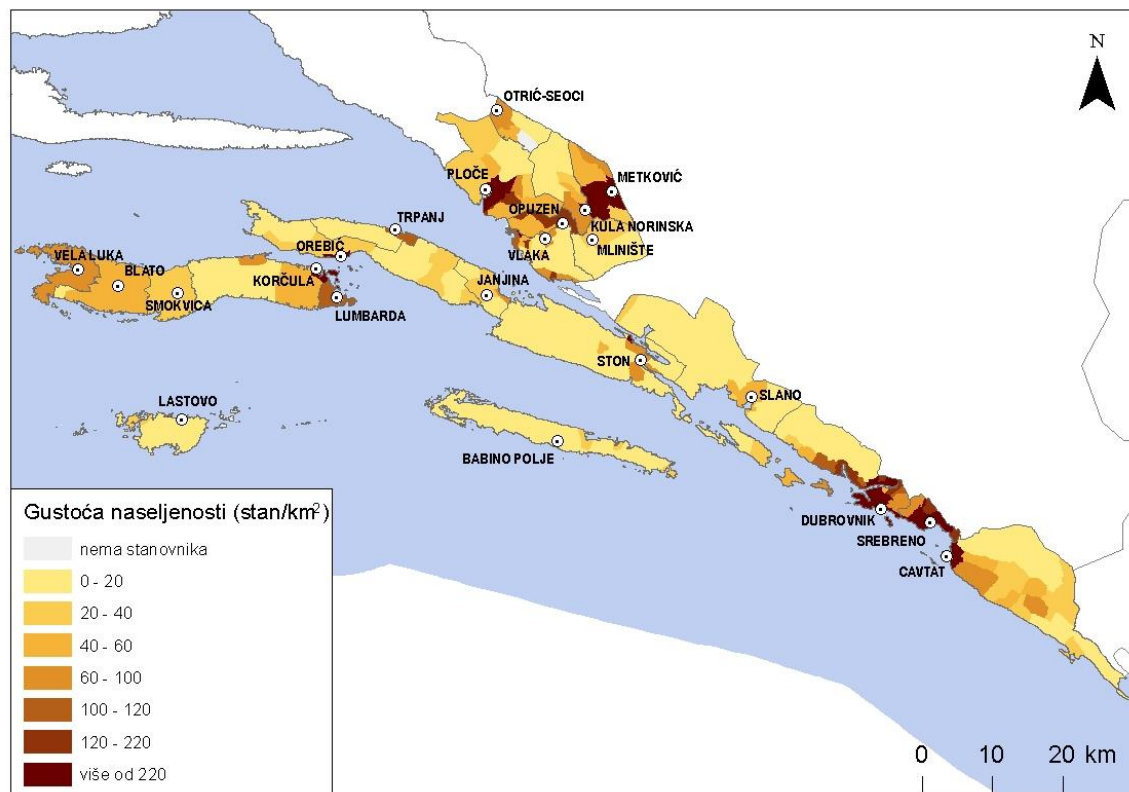 N
OTRIĆ-SEOCI
PLOČE
METKOVIĆ
OPUZEN
KULA NORINSKA
VLAKA
MLINIŠTE
TRPANJ
OREBIĆ
VELA LUKA
BLATO
KORČULA
SMOKVICA
LUMBARDA
JANJINA
STON
SLANO
LASTOVO
BABINO POLJE
DUBROVNIK
SREBRENO
CAVTAT
Gustoća naseljenosti (stan/km²)
nema stanovnika
0 - 20
20 - 40
40 - 60
60 - 100
100 - 120
120 - 220
više od 220
0 10 20 km